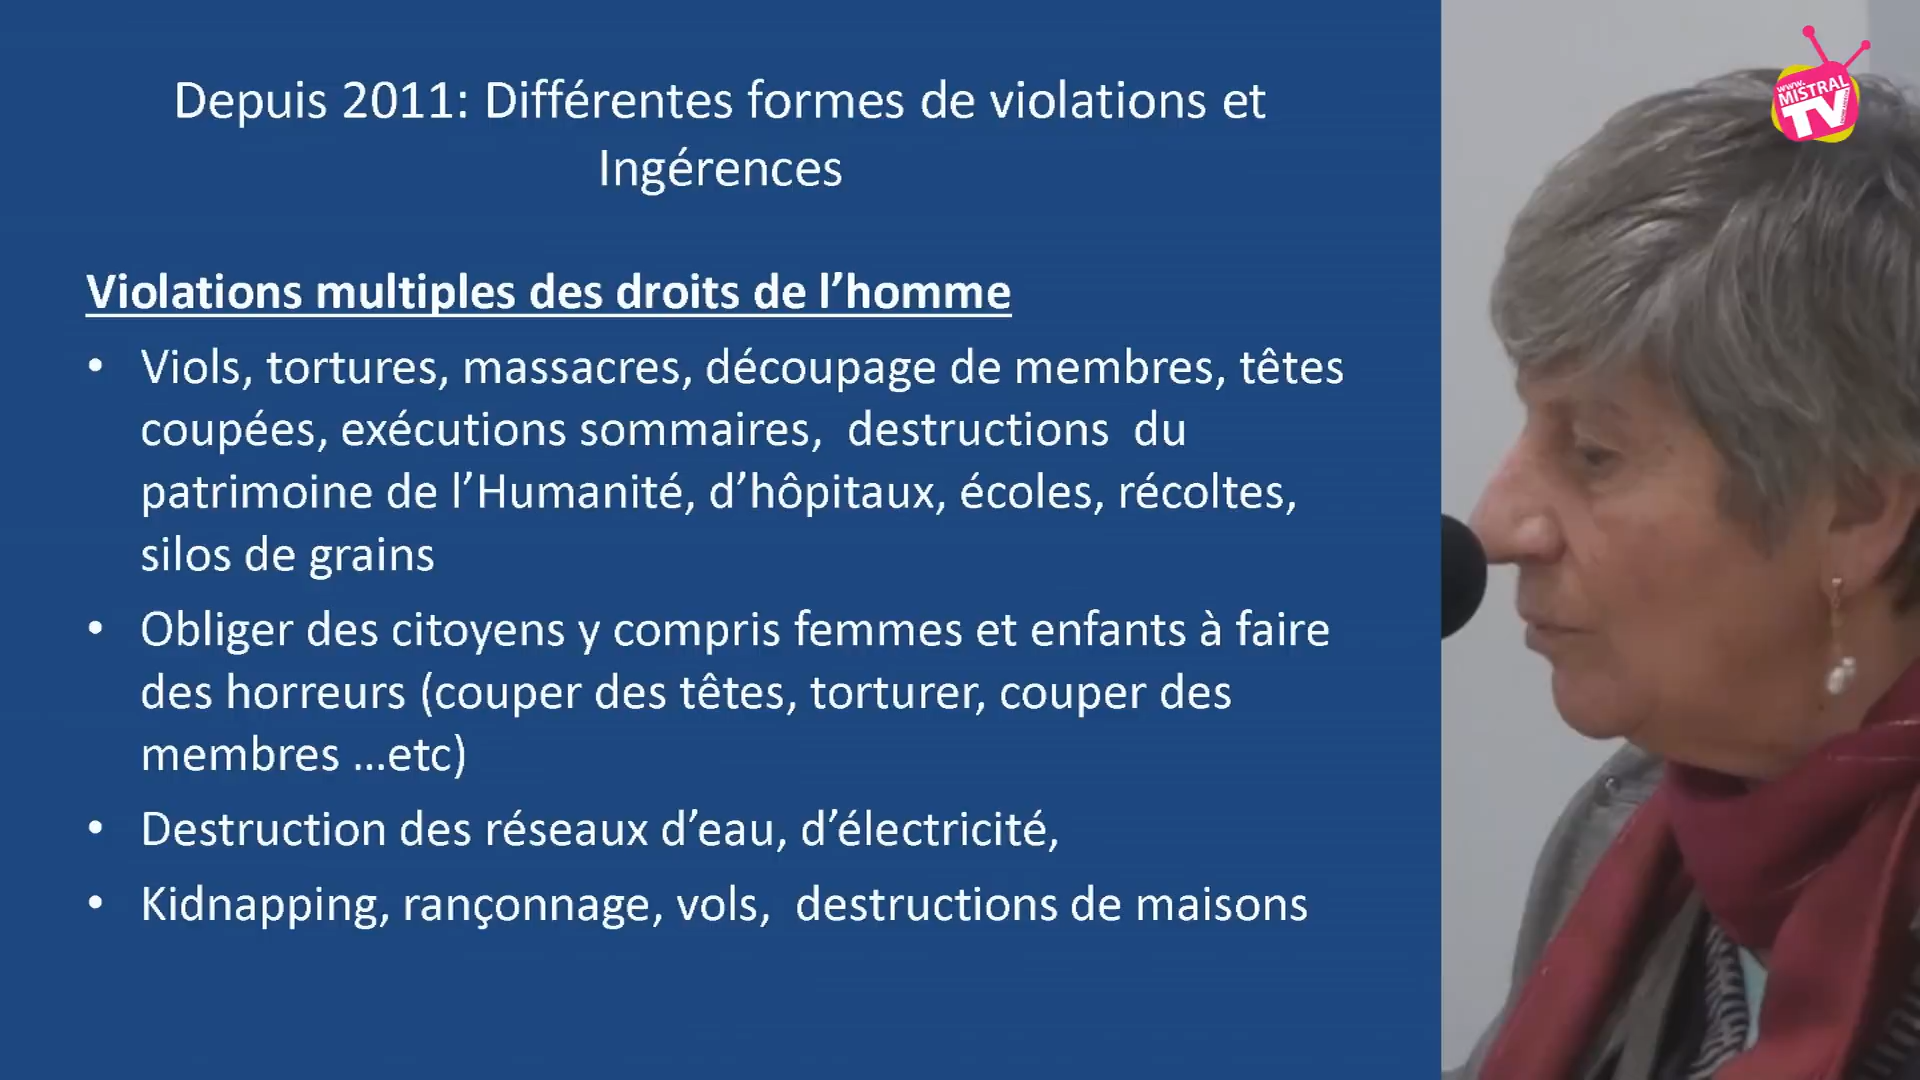 Depuis 2011: Différentes formes de violations et
Ingérences
Violations multiples des droits de l’homme
• Viols, tortures, massacres, découpage de membres, têtes
coupées, exécutions sommaires,  destructions  du
patrimoine de l’Humanité, d’hôpitaux, écoles, récoltes,
silos de grains
• Obliger des citoyens y compris femmes et enfants à faire
des horreurs (couper des têtes, torturer, couper des
membres …etc)
• Destruction des réseaux d’eau, d’électricité,
• Kidnapping, rançonnage, vols,  destructions de maisons
www.
MISTRAL
TV